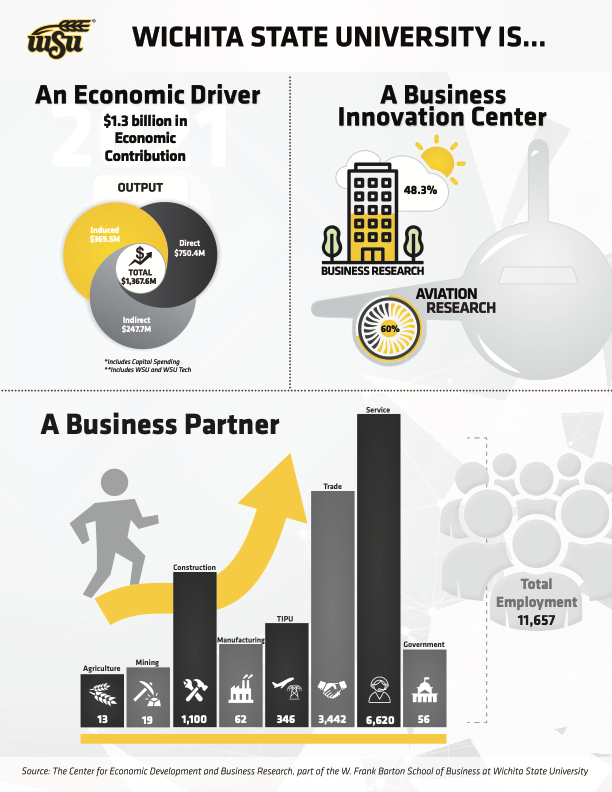 wsu
WICHITA STATE UNIVERSITY IS...
An Economic Driver
2021
$1.3 billion in
Economic
Contribution
OUTPUT
Induced
$369.5M
Direct
$750.4M
$
TOTAL
$1,367.6M
Indirect
$247.7M
*Includes Capital Spending
**Includes WSU and WSU Tech
A Business
Innovation Center
48.3%
BUSINESS RESEARCH
AVIATION
RESEARCH
60%
A Business Partner
Service
Trade
Construction
TIPU
Manufacturing
Government
Mining
Agriculture
13
19
1,100
62
346
3,442
6,620
56
Total
Employment
11,657
Source: The Center for Economic Development and Business Research, part of the W. Frank Barton School of Business at Wichita State University